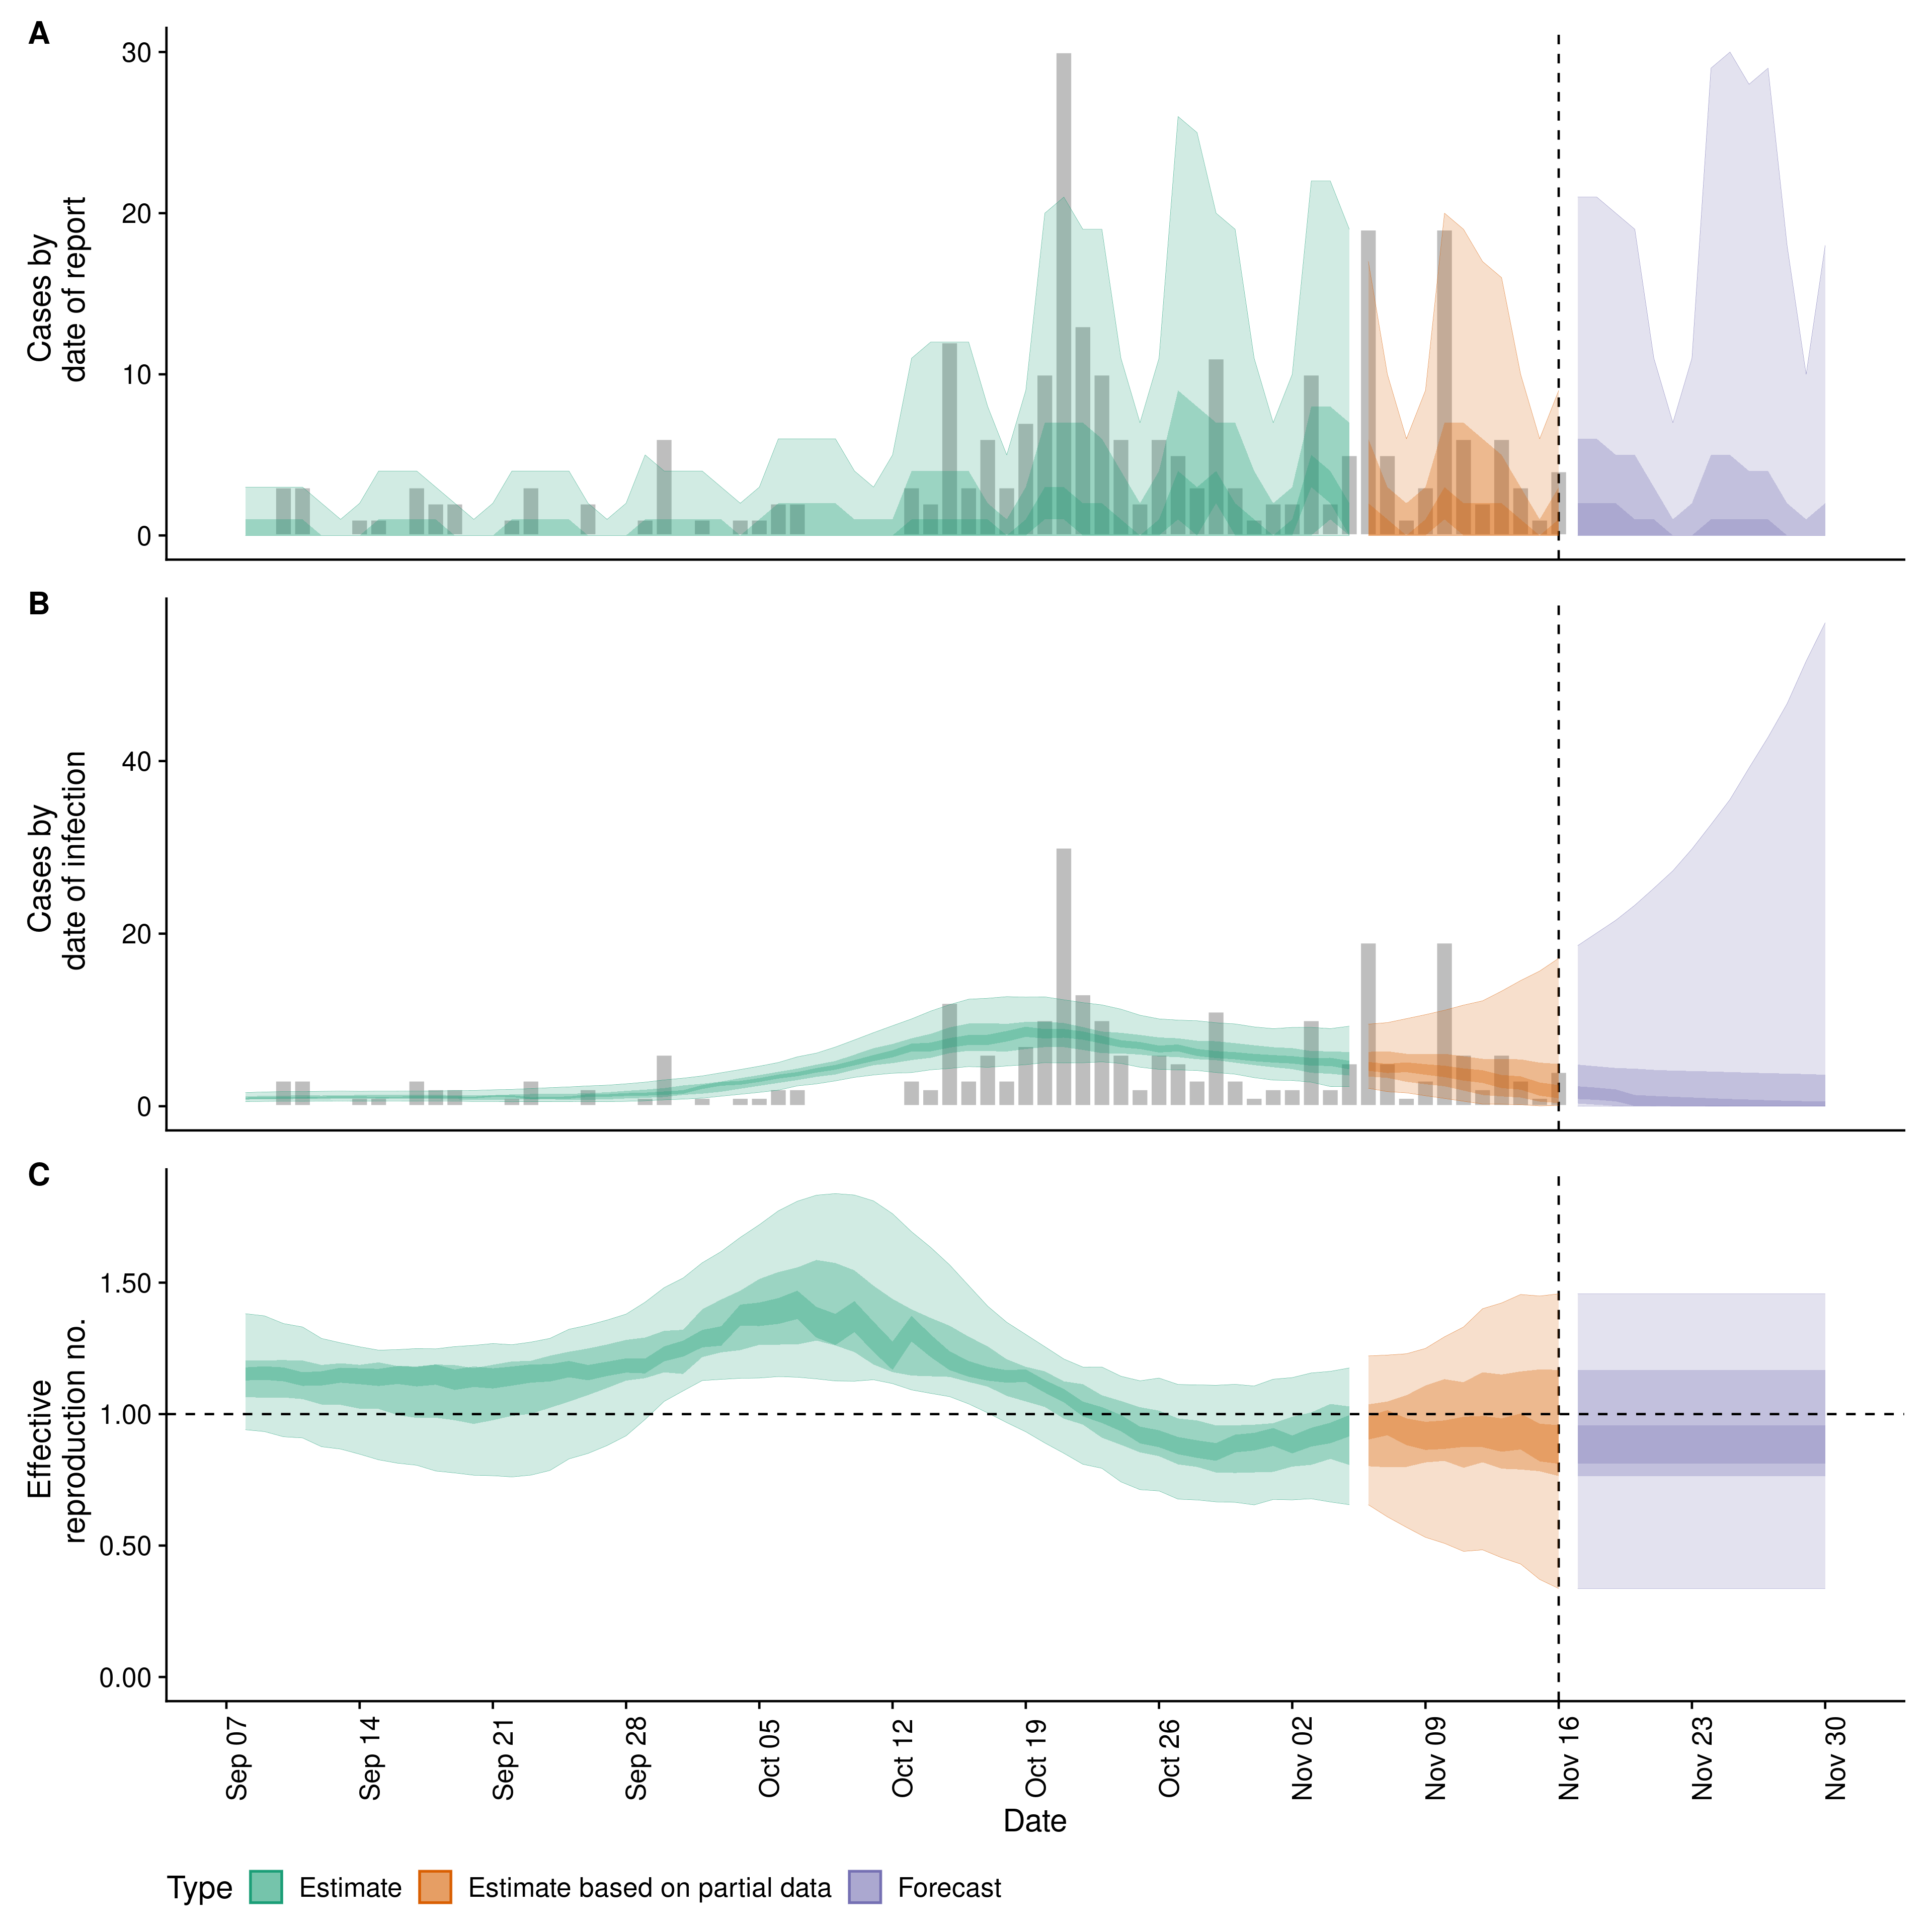 A
30
20
10
0
Cases by
date of report
B
40
20
0
Cases by
date of infection
C
1.50
1.00
0.50
0.00
Effective
reproduction no.
Sep 07
Sep 14
Sep 21
Sep 28
Oct 05
Oct 12
Oct 19
Oct 26
Nov 02
Nov 09
Nov 16
Nov 23
Nov 30
Date
Type Estimate Estimate based on partial data Forecast